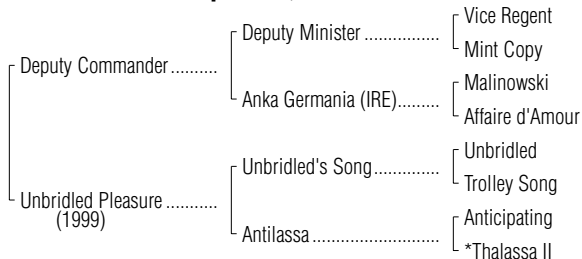 Vice Regent
Deputy Minister ................
Mint Copy
Deputy Commander..........
Malinowski
Anka Germania (IRE).........
Affaire d'Amour
Unbridled
Unbridled's Song..............
Trolley Song
Unbridled Pleasure ...........
(1999)
Anticipating
Antilassa ...........................
*Thalassa II